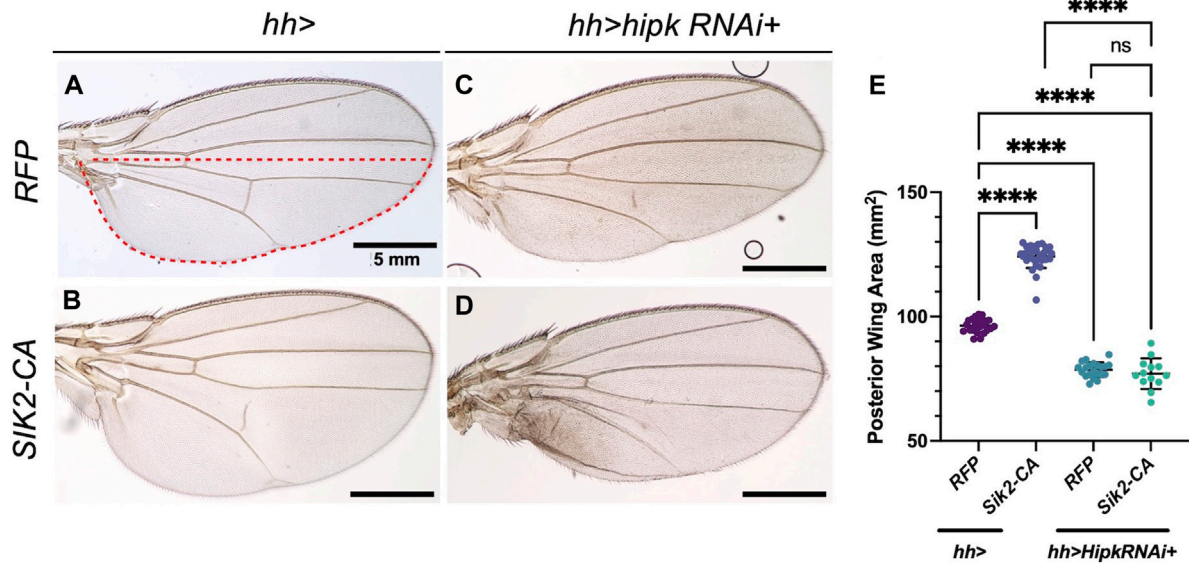 hh>
hh>hipk RNAi+
RFP
A
5 mm
C
SIK2-CA
B
D
E
****
ns
****
****
****
Posterior Wing Area (mm²)
150
100
50
RFP
Sik2-CA
RFP
Sik2-CA
hh>
hh>HipkRNAi+